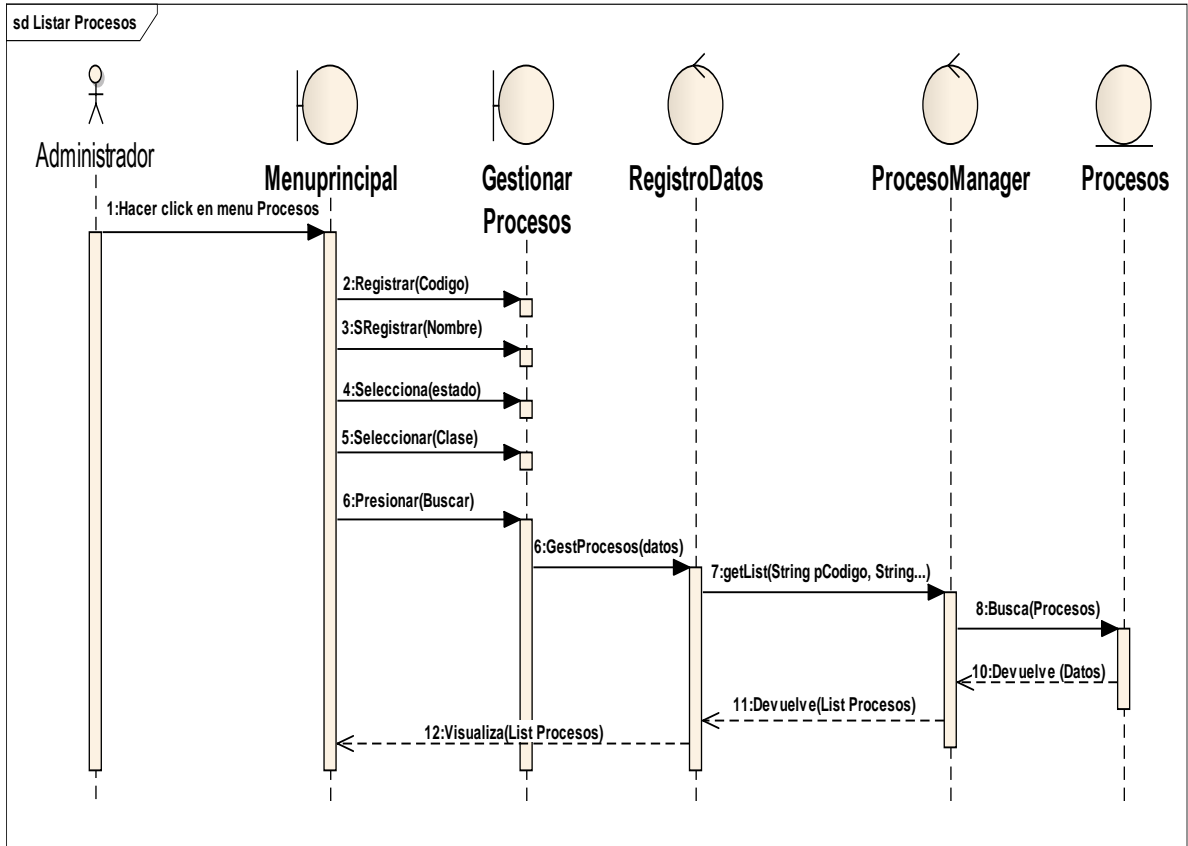 sd Listar Procesos
Administrador
Menuprincipal
Gestionar
Procesos
RegistroDatos
ProcesoManager
Procesos
1:Hacer click en menu Procesos
2:Registrar(Codigo)
3:SRegistrar(Nombre)
4:Selecciona(estado)
5:Seleccionar(Clase)
6:Presionar(Buscar)
6:GestProcesos(datos)
7:getList(String pCodigo, String...)
8:Busca(Procesos)
10:Devuelve (Datos)
11:Devuelve(List Procesos)
12:Visualiza(List Procesos)